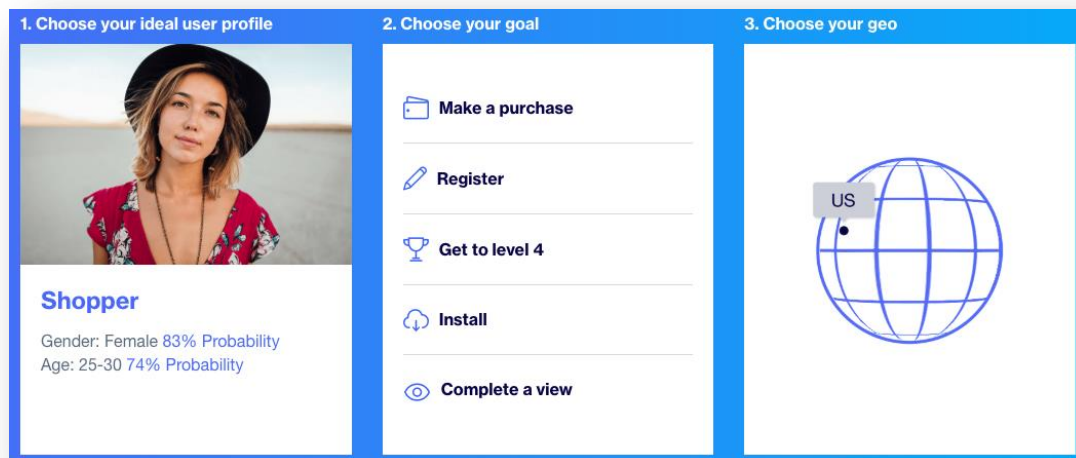 1. Choose your ideal user profile
Shopper
Gender: Female 83% Probability
Age: 25-30 74% Probability
2. Choose your goal
Make a purchase
Register
Get to level 4
Install
Complete a view
3. Choose your geo
US